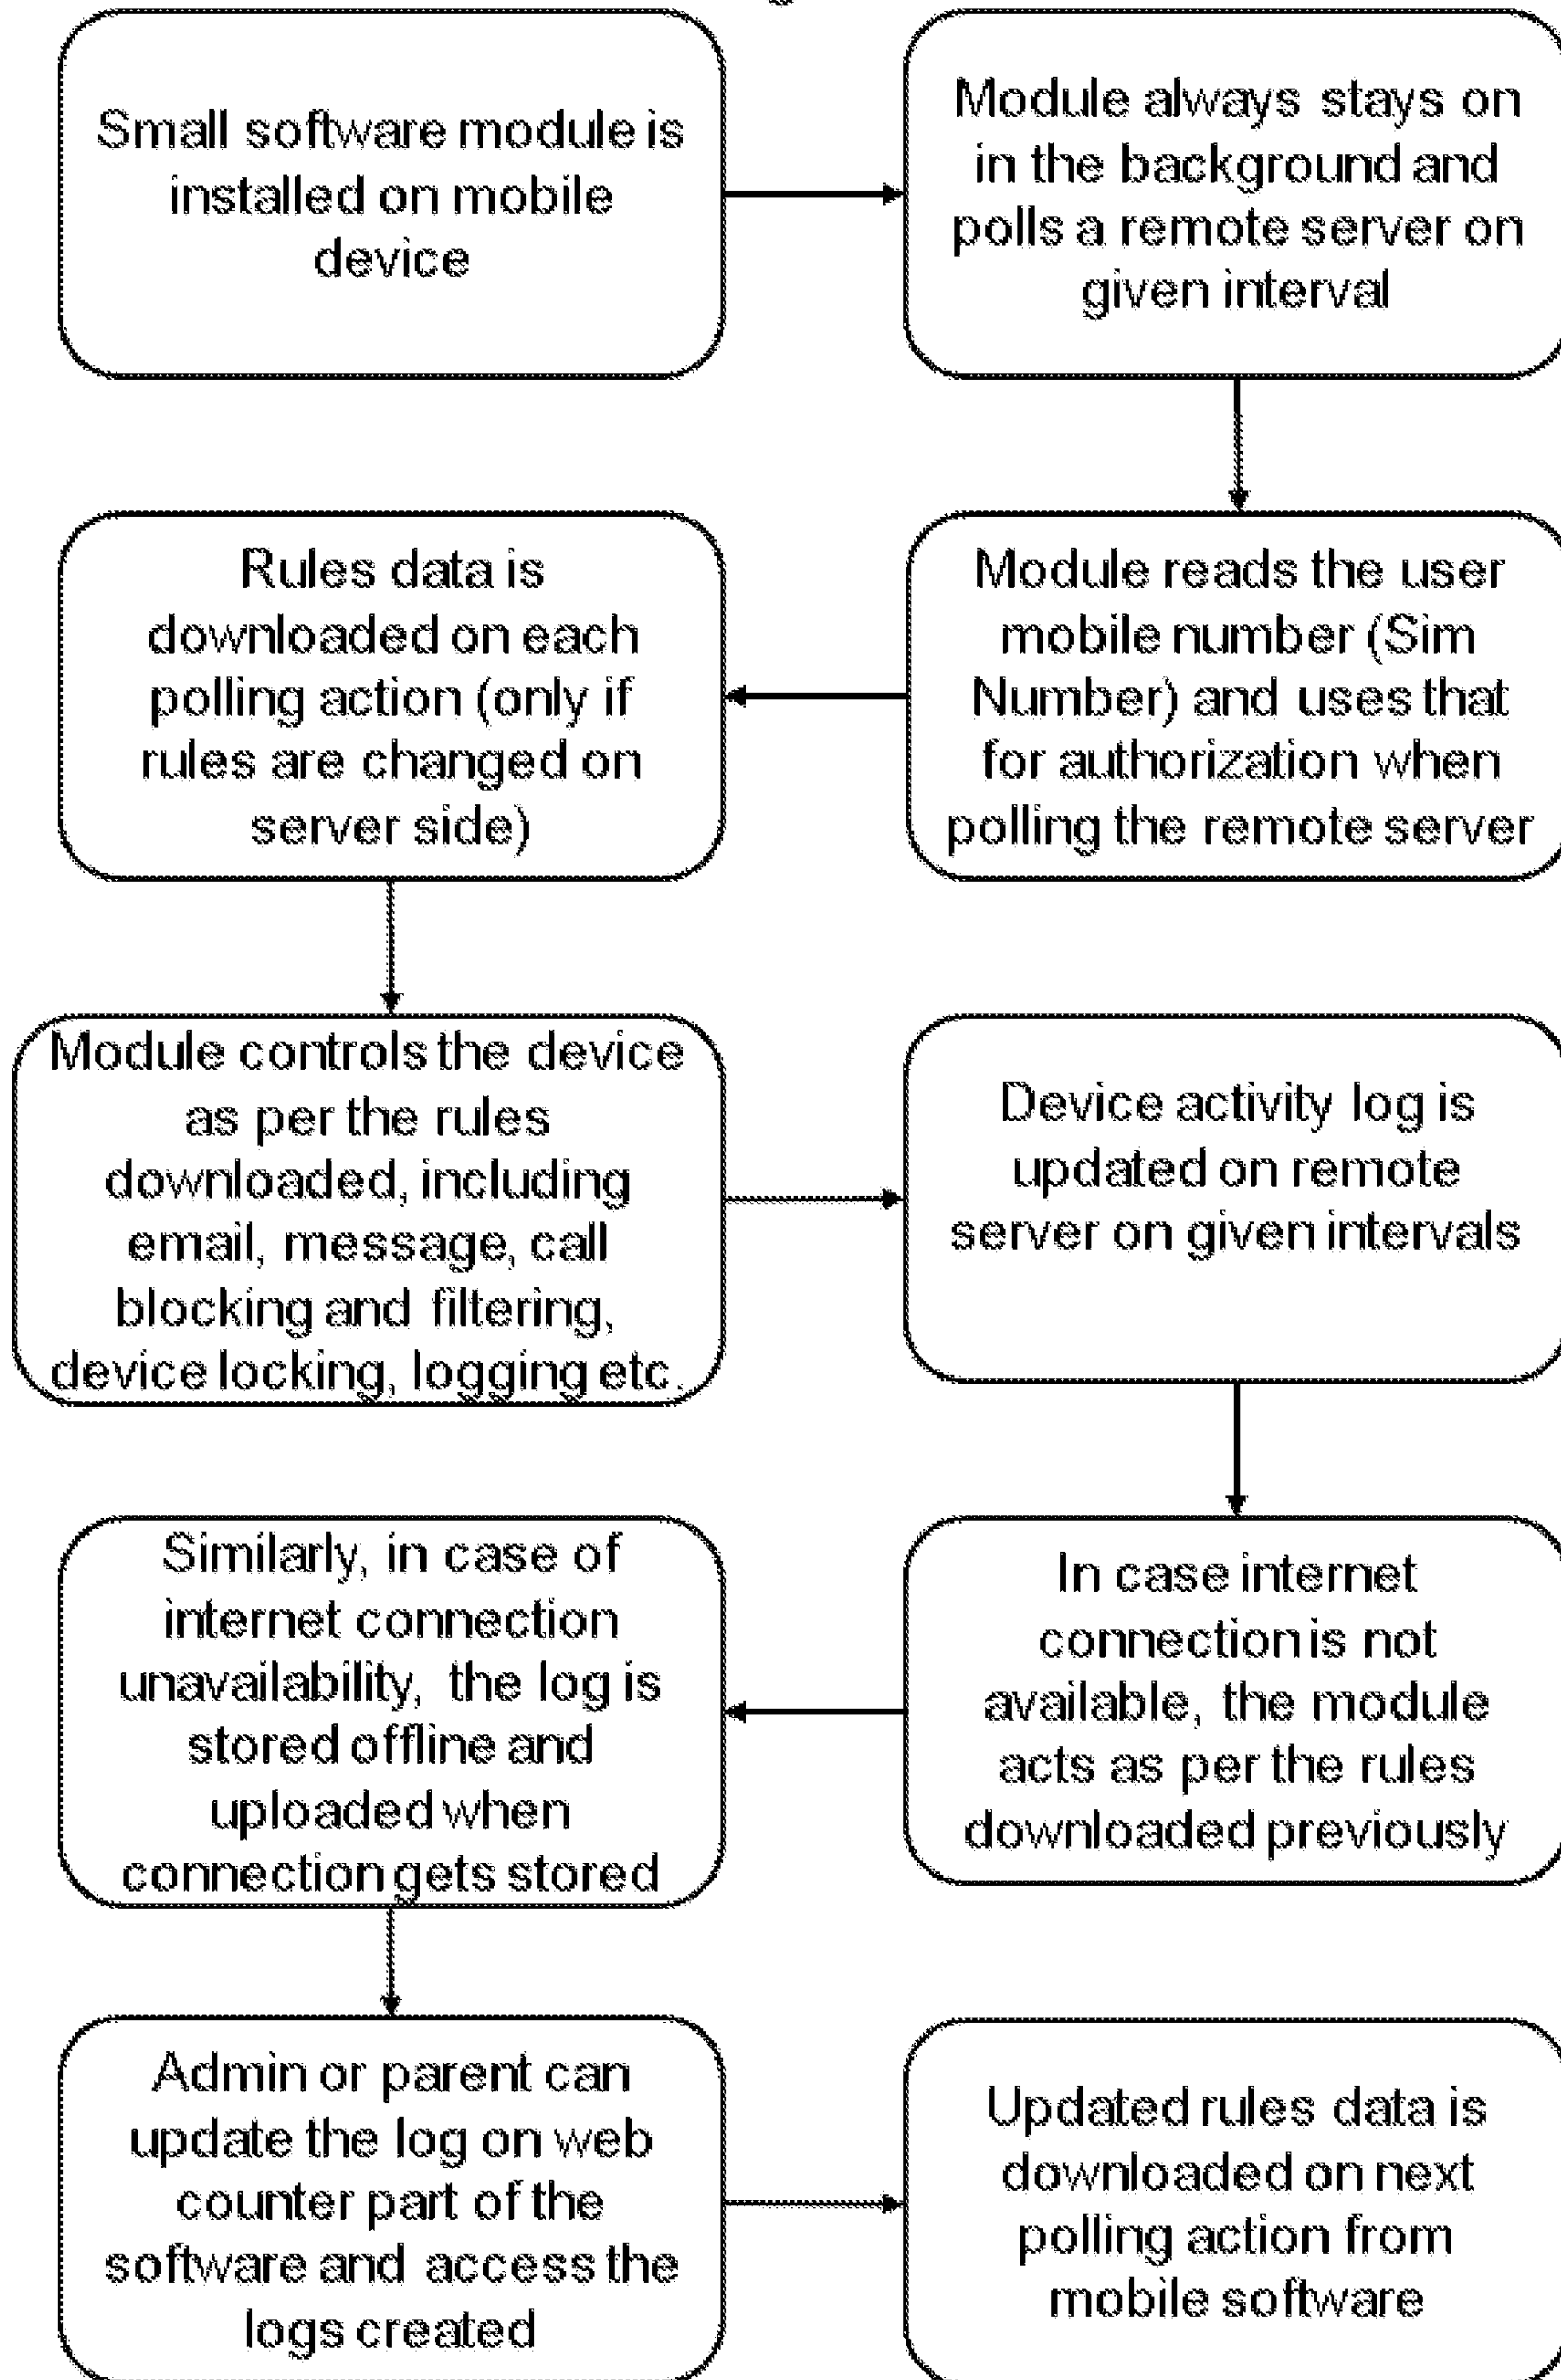 Small software module is
installed on mobile
device
Module always stays on
in the background and
polls a remote server on
given interval
Module reads the user
mobile number (Sim
Number) and uses that
for authorization when
polling the remote server
Rules data is
downloaded on each
polling action (only if
rules are changed on
server side)
Module controls the device
as per the rules
downloaded, including
email, message, call
blocking and filtering,
device locking, logging etc.
Device activity log is
updated on remote
server on given intervals
In case internet
connection is not
available, the module
acts as per the rules
downloaded previously
Similarly, in case of
internet connection
unavailability, the log is
stored offline and
uploaded when
connection gets stored
Admin or parent can
update the log on web
counter part of the
software and access the
logs created
Updated rules data is
downloaded on next
polling action from
mobile software